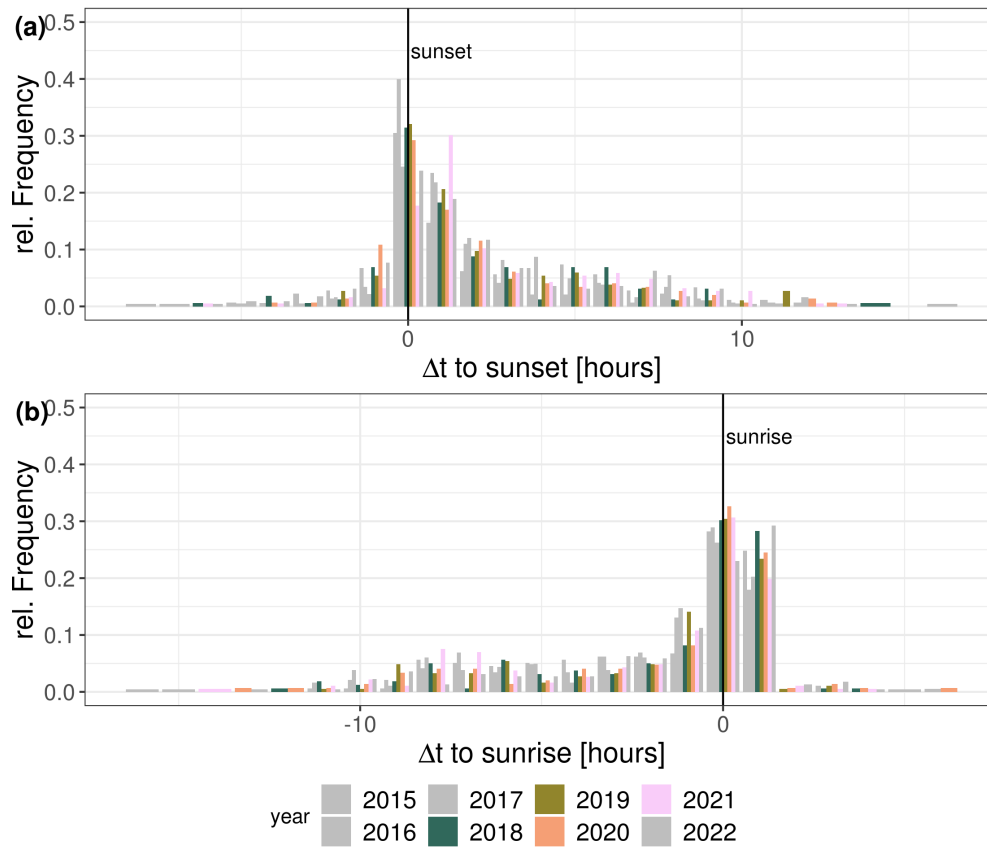 (a)
0.5
0.4
0.3
0.2
0.1
0.0
rel. Frequency
sunset
0
10
Δt to sunset [hours]
(b)
0.5
0.4
0.3
0.2
0.1
0.0
rel. Frequency
sunrise
-10
0
Δt to sunrise [hours]
year
2015 2017 2019 2021
2016 2018 2020 2022